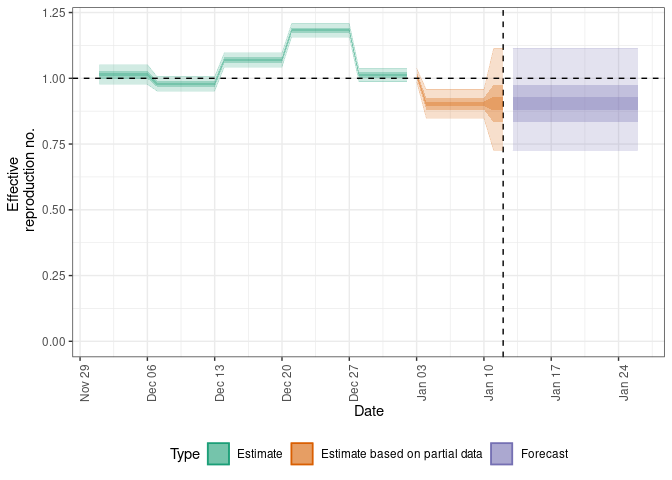 1.25
1.00
0.75
0.50
0.25
0.00
Effective
reproduction no.
Nov 29
Dec 06
Dec 13
Dec 20
Dec 27
Jan 03
Jan 10
Jan 17
Jan 24
Date
Type Estimate Estimate based on partial data Forecast